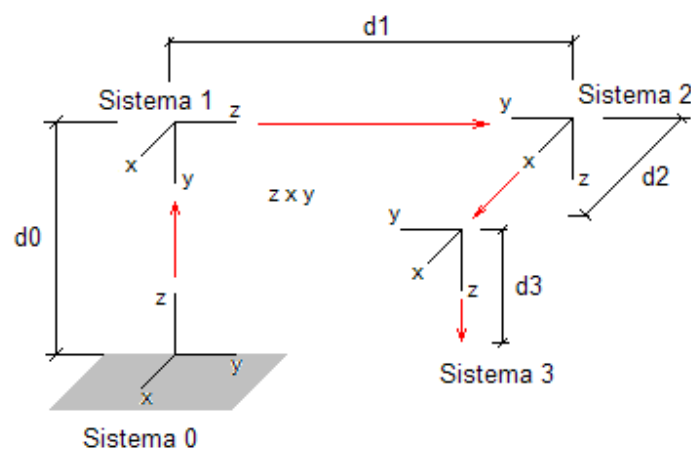 d1
Sistema 1
Sistema 2
z
y
x
y
x
z
d2
z x y
d0
y
x
z
d3
z
y
x
Sistema 3
Sistema 0